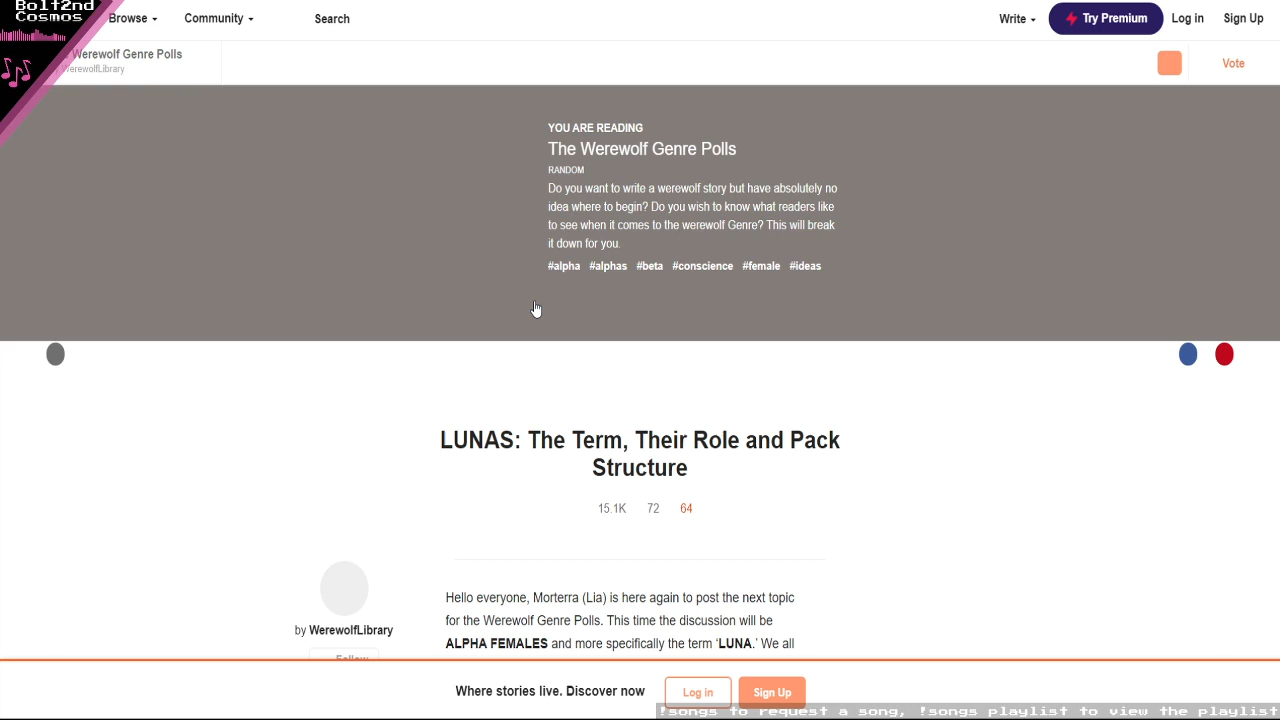 Bolt2nd
Cosmos
Browse Community Search Write Try Premium Log in Sign Up
Werewolf Genre Polls
WerewolfLibrary
Vote
YOU ARE READING
The Werewolf Genre Polls
RANDOM
Do you want to write a werewolf story but have absolutely no
idea where to begin? Do you wish to know what readers like
to see when it comes to the werewolf Genre? This will break
it down for you.
#alpha #alphas #beta #conscience #female #ideas
LUNAS: The Term, Their Role and Pack
Structure
15.1K 72 64
by WerewolfLibrary
Follow
Hello everyone, Morterra (Lia) is here again to post the next topic
for the Werewolf Genre Polls. This time the discussion will be
ALPHA FEMALES and more specifically the term ‘LUNA.’ We all
Where stories live. Discover now Log in Sign Up
!songs to request a song, !songs playlist to view the playlist